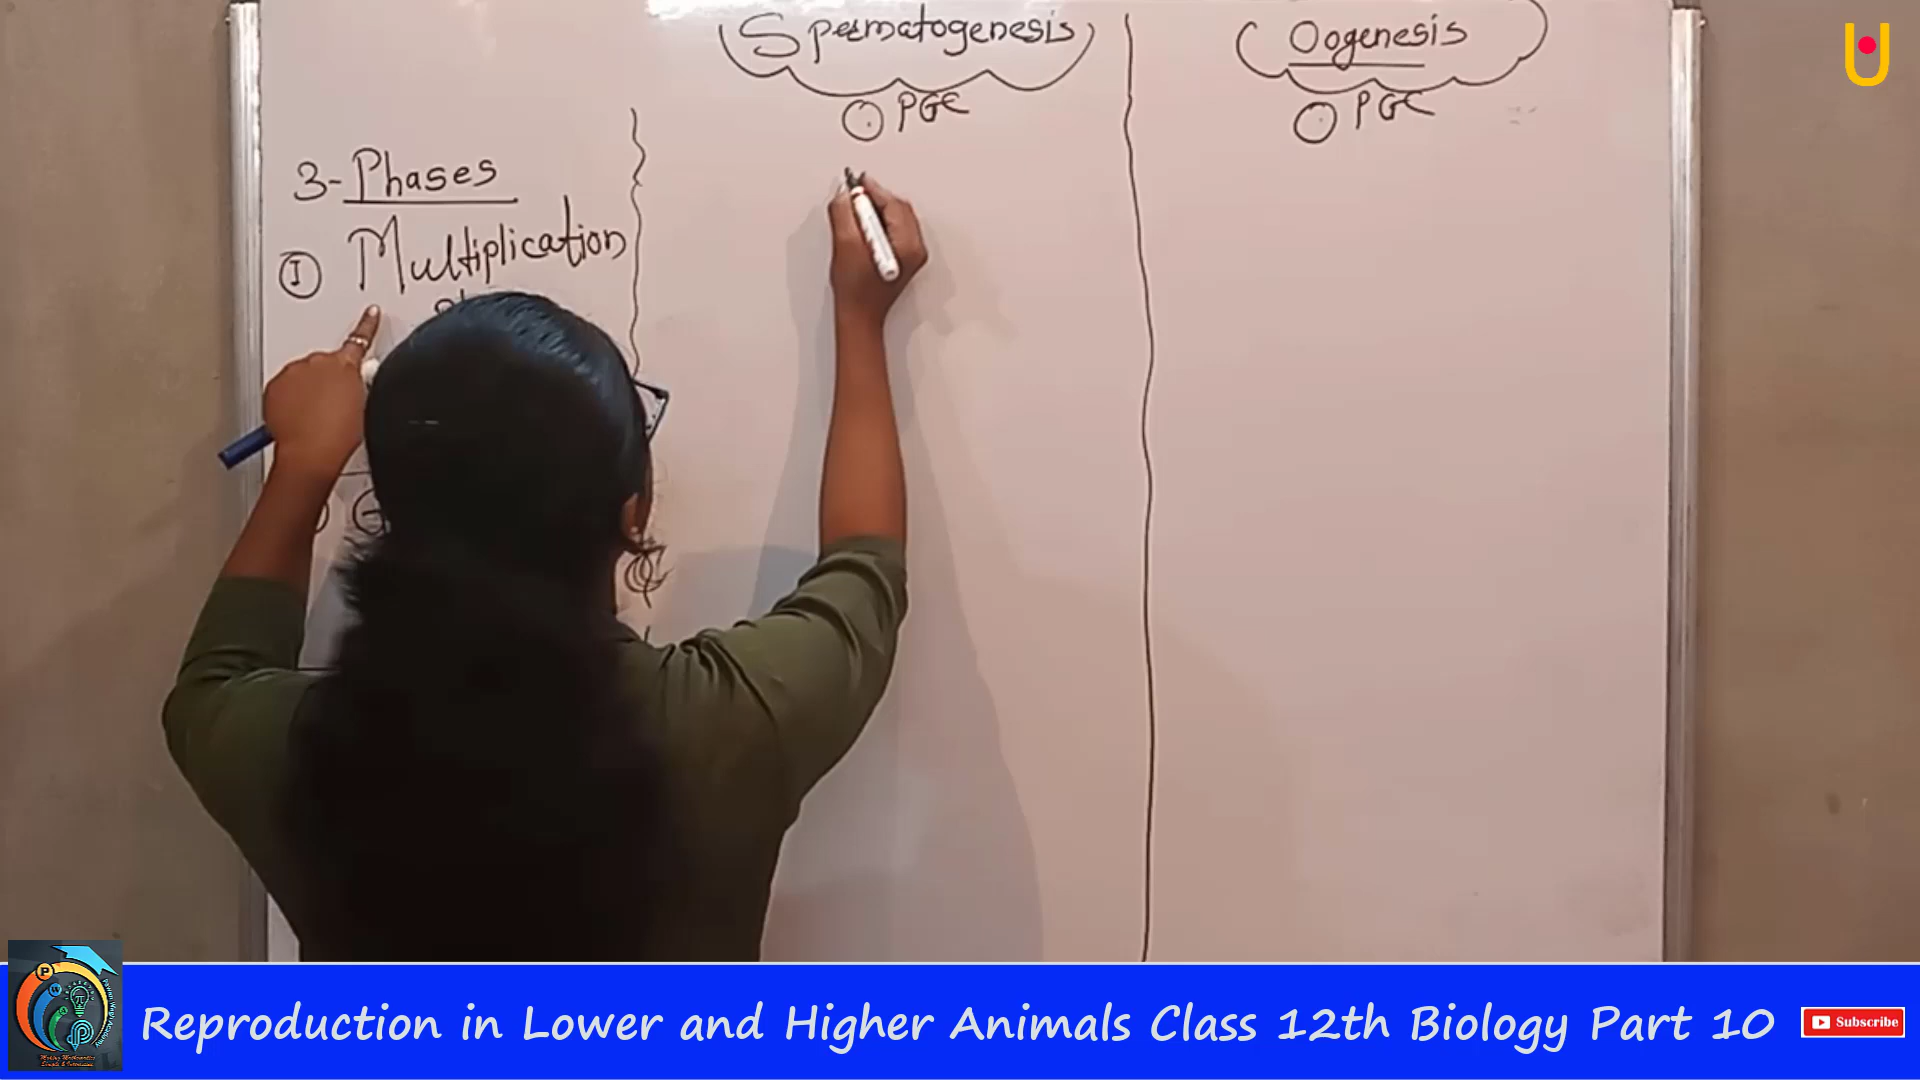 Spermatogenesis
Oogenesis
PGC
PGC
3-Phases
I Multiplication
Reproduction in Lower and Higher Animals Class 12th Biology Part 10
Subscribe